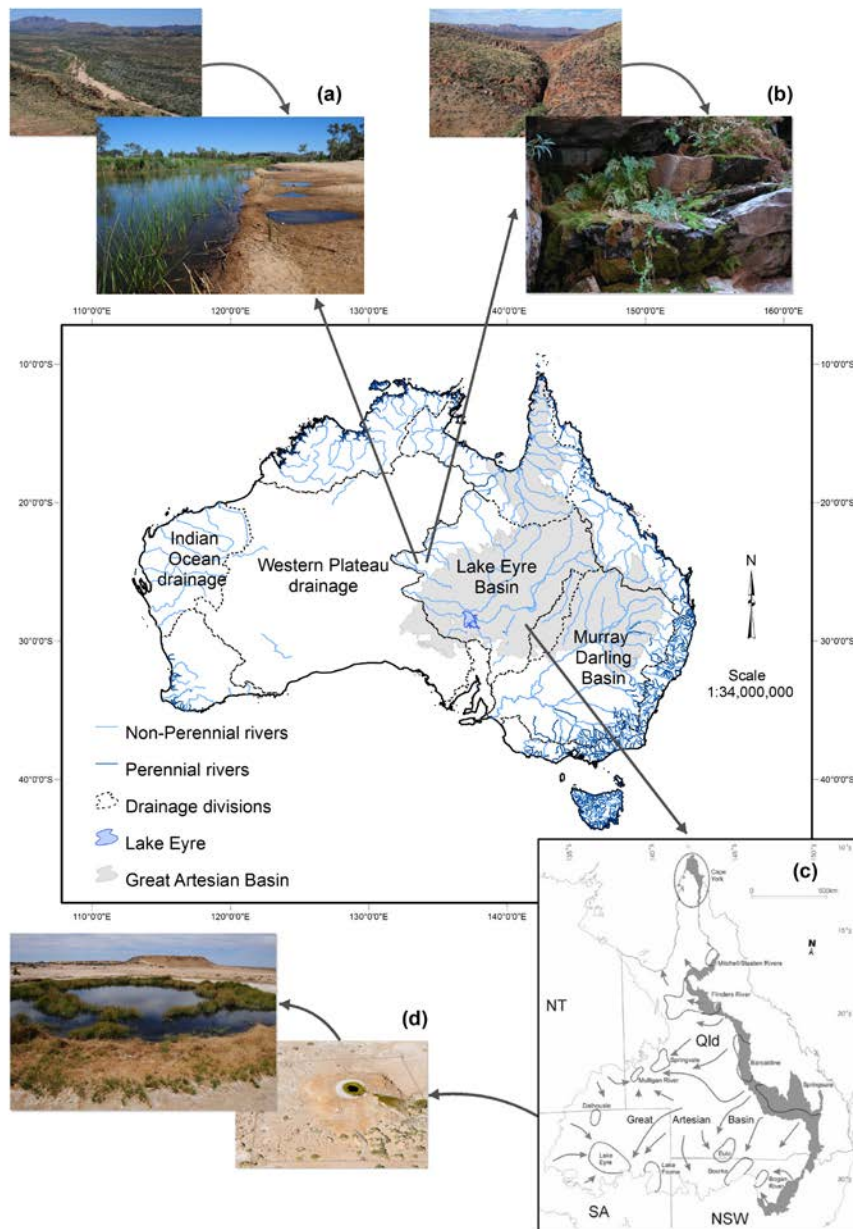 (a)
(b)
110°0'0"E
120°0'0"E
130°0'0"E
140°0'0"E
150°0'0"E
160°0'0"E
10°0'0"S
10°0'0"S
20°0'0"S
20°0'0"S
30°0'0"S
30°0'0"S
40°0'0"S
40°0'0"S
Indian
Ocean
drainage
Western Plateau
drainage
Lake Eyre
Basin
Murray
Darling
Basin
N
Scale
1:34,000,000
Non-Perennial rivers
Perennial rivers
Drainage divisions
Lake Eyre
Great Artesian Basin
110°0'0"E
120°0'0"E
130°0'0"E
140°0'0"E
(c)
Cape
York
0 500km
N
Mitchell/Staaten Rivers
Flinders River
NT
Qld
Springvale
Barcaldine
Mulligan River
Springsure
Dalhousie
Great Artesian Basin
Lake
Eyre
Lake
Frome
Eulo
Bourke
Bogan
River
SA
NSW
(d)